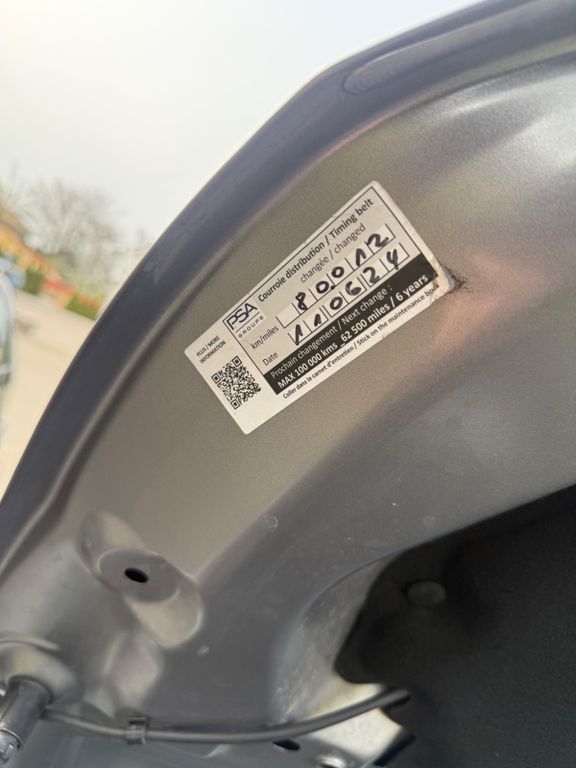 PSA
GROUPE
Courroie distribution / Timing belt
changée / changed
km/miles 80012
Date 110624
Prochain changement / Next change :
MAX 100 000 kms 62 500 miles / 6 years
Coller dans le carnet d'entretien / Stick on the maintenance book
PLUS / MORE
INFORMATION